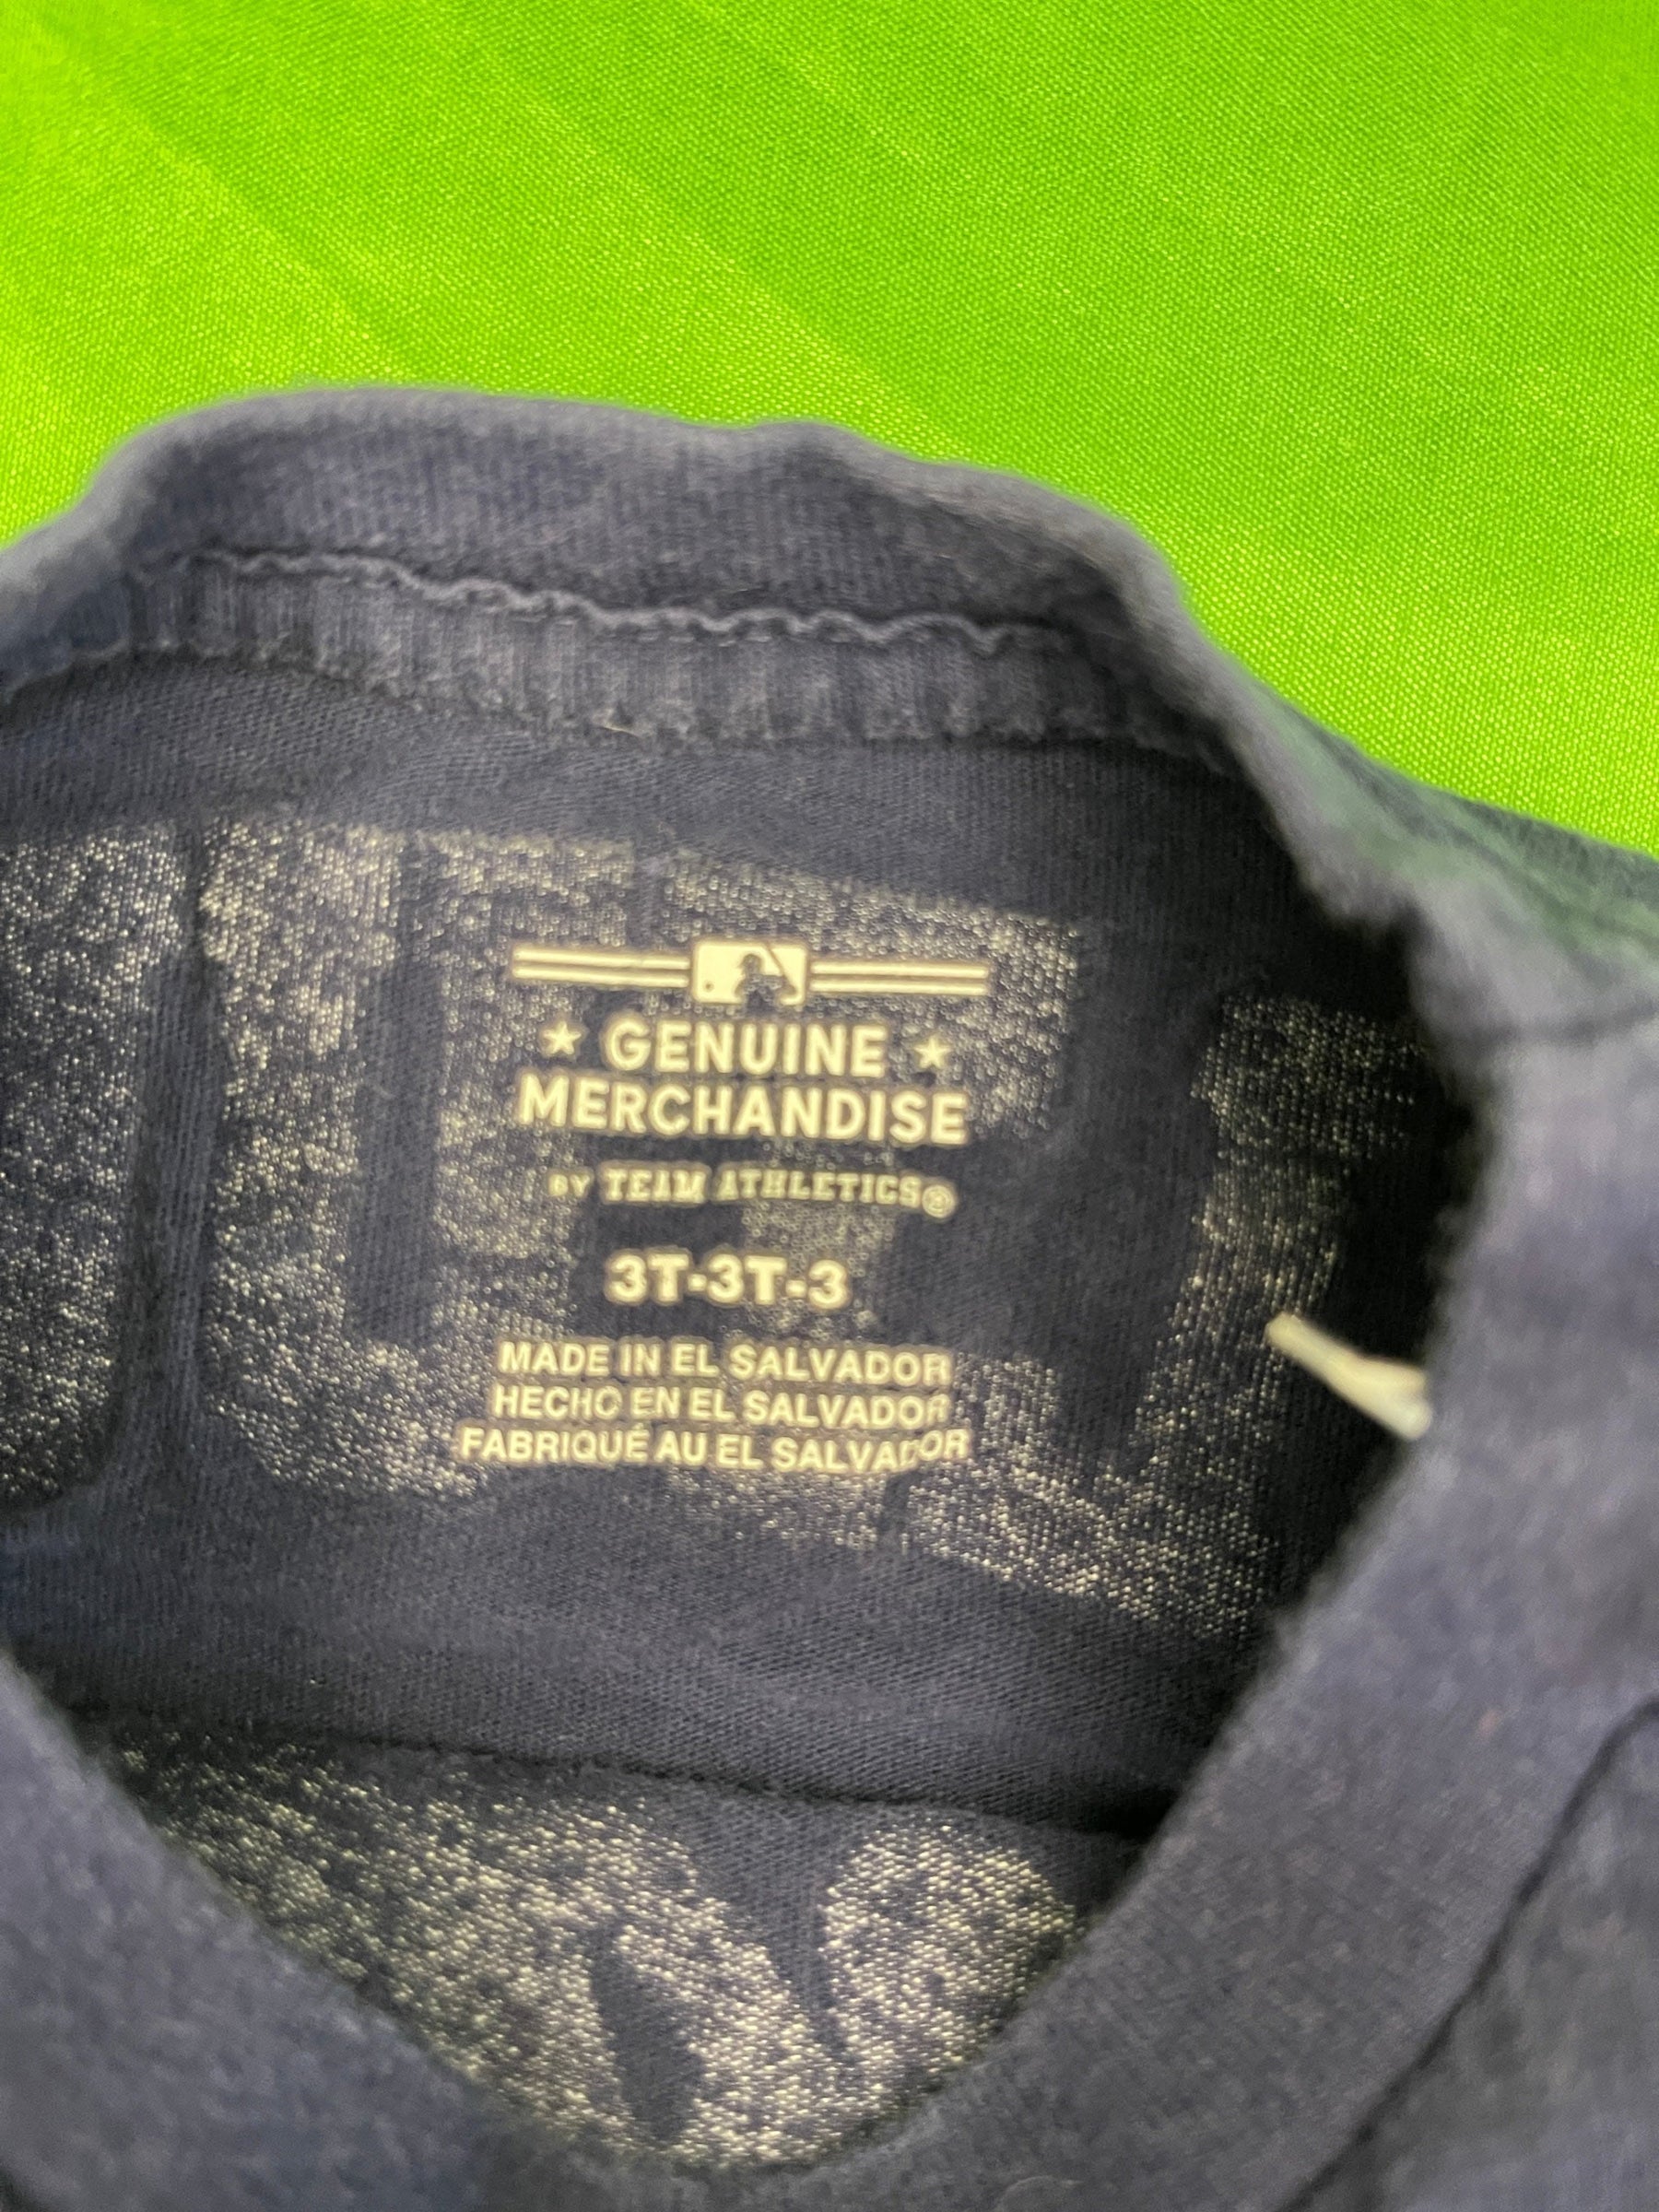 GENUINE
MERCHANDISE
BY TEAM ATHLETICS®
3T-3T-3
MADE IN EL SALVADOR
HECHO EN EL SALVADOR
FABRIQUÉ AU EL SALVADOR